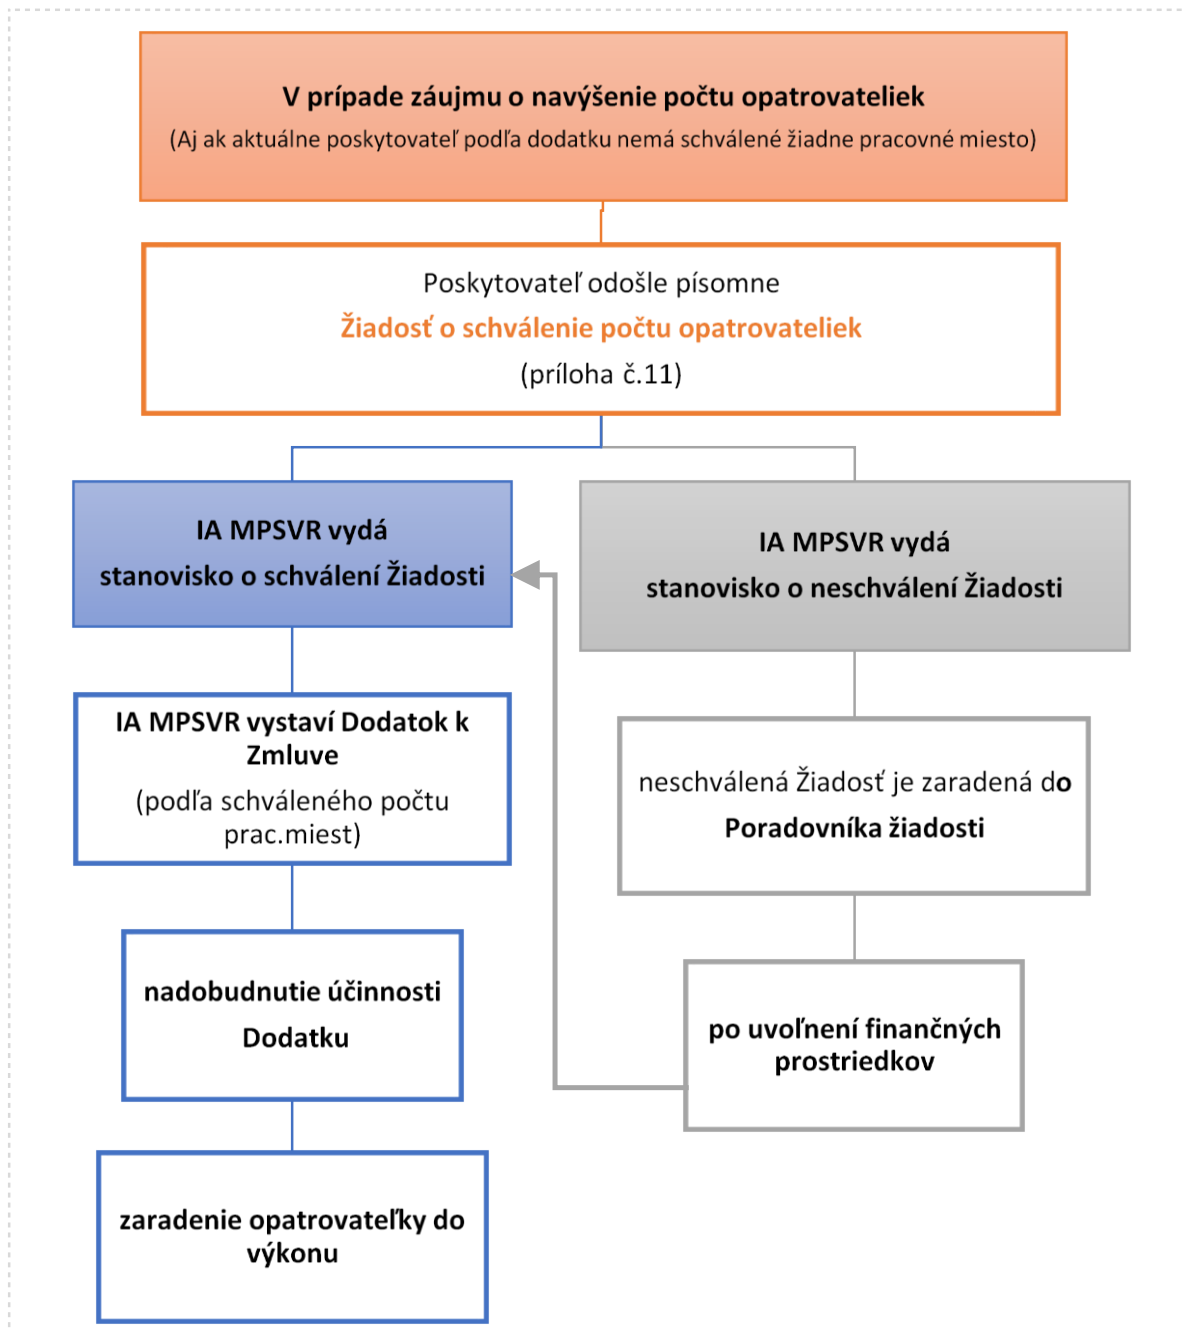 V prípade záujmu o navýšenie počtu opatrovateliek
(Aj ak aktuálne poskytovateľ podľa dodatku nemá schválené žiadne pracovné miesto)
Poskytovateľ odošle písomne
Žiadosť o schválenie počtu opatrovateliek
(príloha č.11)
IA MPSVR vydá
stanovisko o schválení Žiadosti
IA MPSVR vydá
stanovisko o neschválení Žiadosti
IA MPSVR vystaví Dodatok k
Zmluve
(podľa schváleného počtu
prac.miest)
neschválená Žiadosť je zaradená do
Poradovníka žiadosti
nadobudnutie účinnosti
Dodatku
po uvoľnení finančných
prostriedkov
zaradenie opatrovateľky do
výkonu